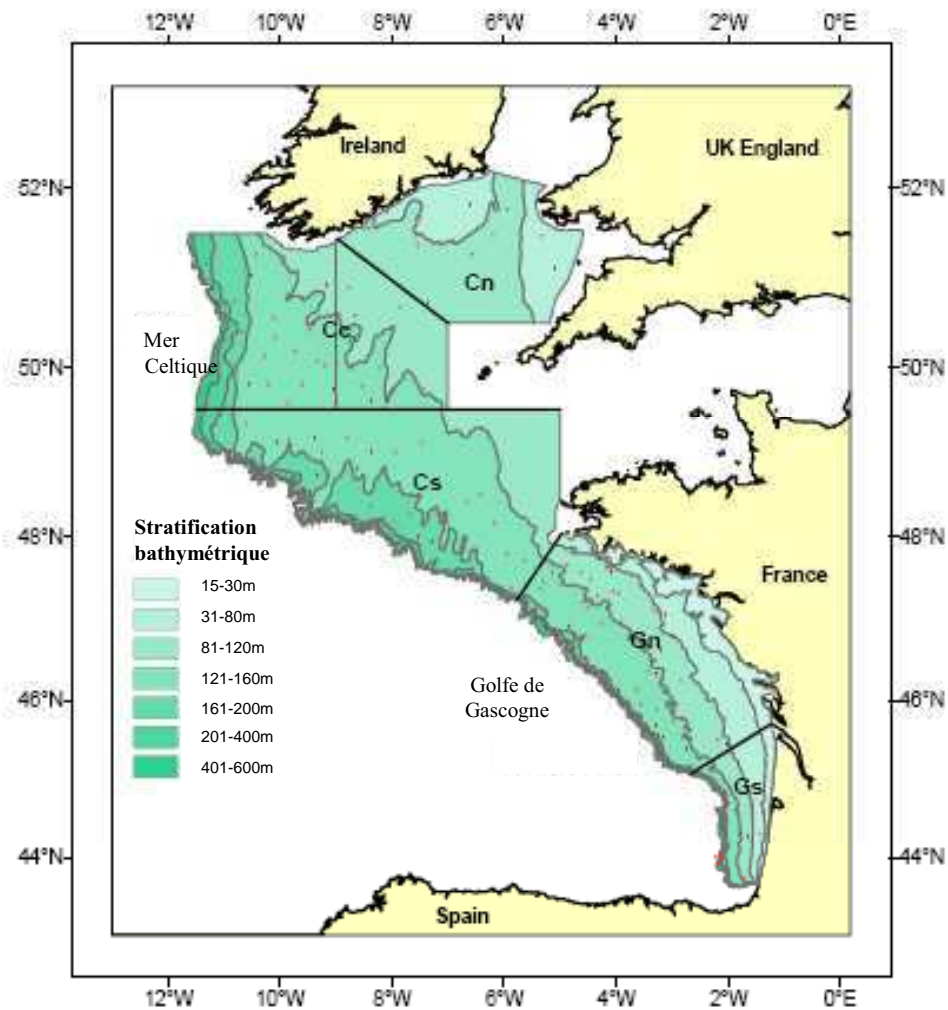 12°W 10°W 8°W 6°W 4°W 2°W 0°E
Ireland
UK England
52°N 52°N
Cn
Cc
Mer
Celtique
50°N 50°N
Cs
Stratification
bathymétrique
48°N 48°N
15-30m
France
31-80m
81-120m
Gn
121-160m
Golfe de
Gascogne
46°N 46°N
161-200m
201-400m
401-600m
Gs
44°N 44°N
Spain
12°W 10°W 8°W 6°W 4°W 2°W 0°E